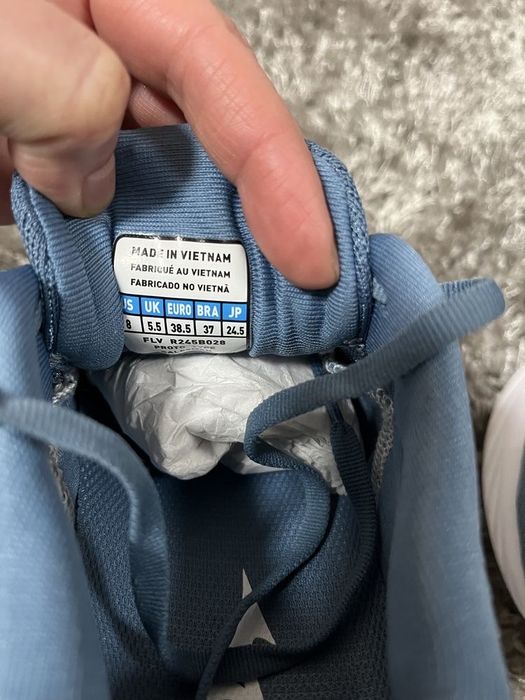 MADE IN VIETNAM
FABRIQUÉ AU VIETNAM
FABRICADO NO VIETNÃ
US UK EURO BRA JP
8 5.5 38.5 37 24.5
FLV R245B028